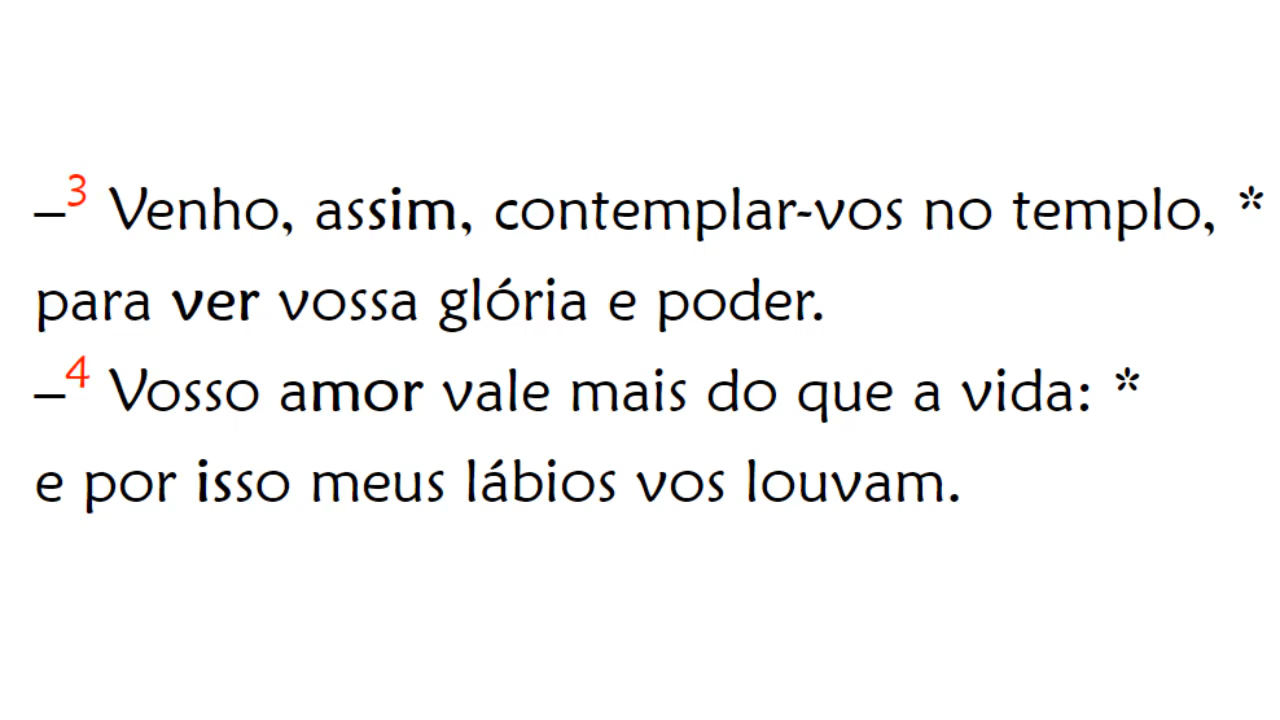 –3 Venho, assim, contemplar-vos no templo, *
para ver vossa glória e poder.
–4 Vosso amor vale mais do que a vida: *
e por isso meus lábios vos louvam.